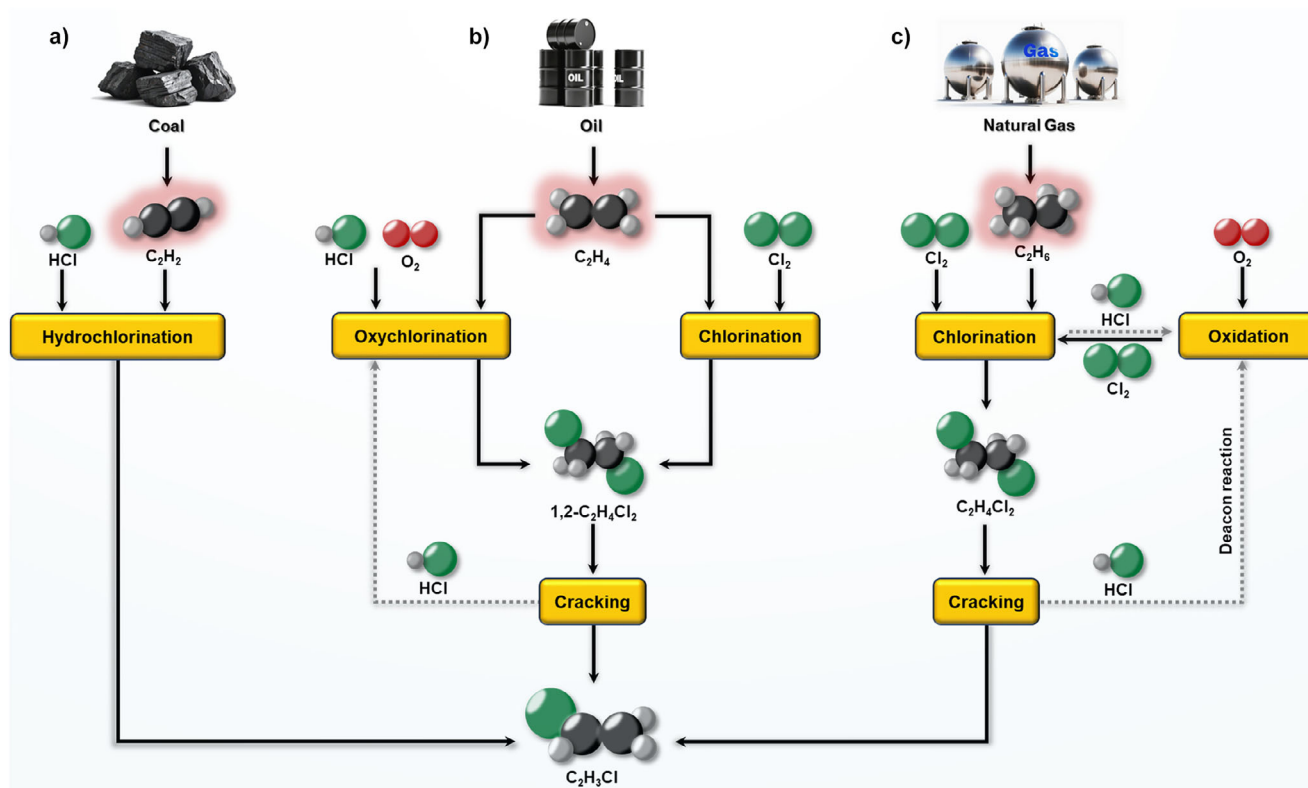 a)
Coal
C₂H₂
HCl
Hydrochlorination
b)
OIL
OIL
Oil
C₂H₄
HCl
O₂
Cl₂
Oxychlorination
Chlorination
1,2-C₂H₄Cl₂
HCl
Cracking
C₂H₃Cl
c)
Gas
Natural Gas
Cl₂
C₂H₆
O₂
Chlorination
HCl
Cl₂
Oxidation
C₂H₄Cl₂
Deacon reaction
Cracking
HCl